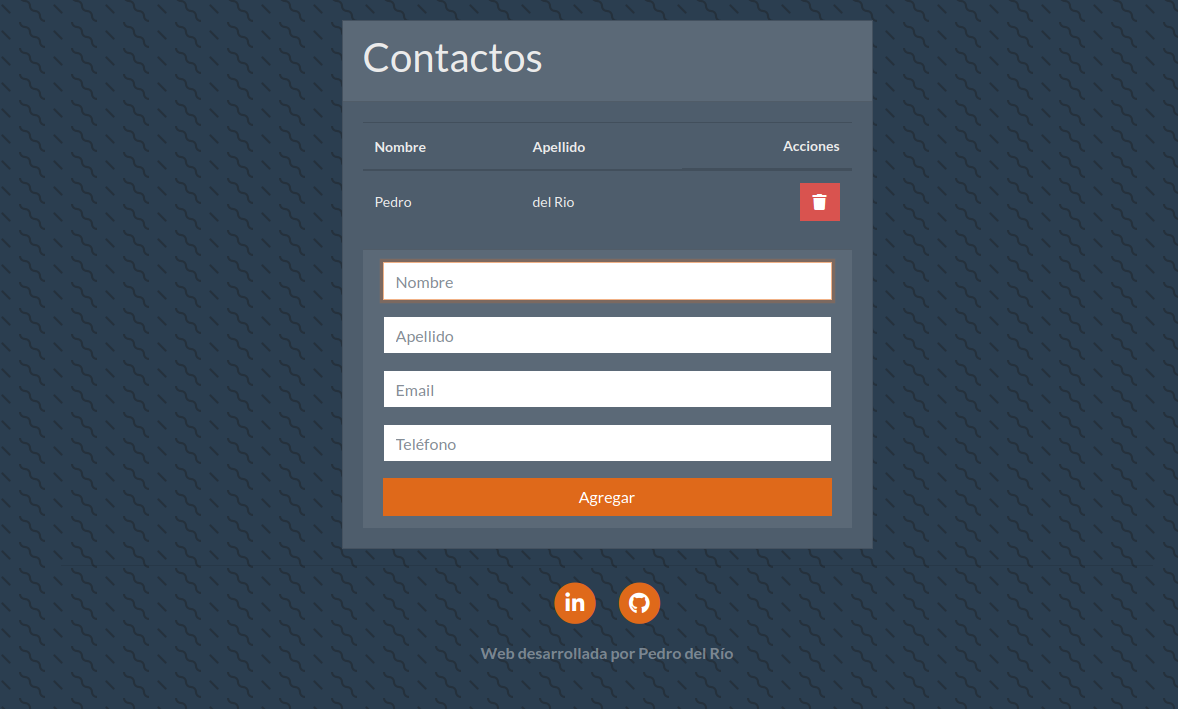 Contactos
Nombre Apellido Acciones
Pedro del Rio
Nombre
Apellido
Email
Teléfono
Agregar
in
Web desarrollada por Pedro del Río